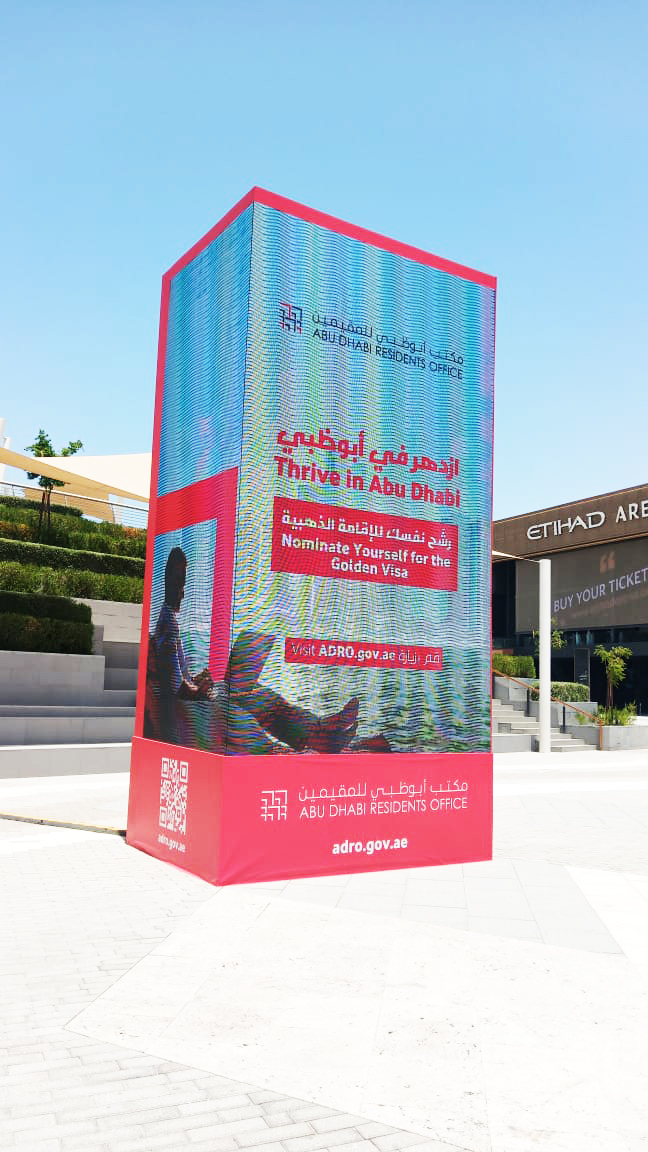 مكتب أبوظبي للمقيمين
ABU DHABI RESIDENTS OFFICE
ازدهر في أبوظبي
Thrive in Abu Dhabi
رشّح نفسك للإقامة الذهبية
Nominate Yourself for the
Golden Visa
Visit ADRO.gov.ae قم بزيارة
مكتب أبوظبي للمقيمين
ABU DHABI RESIDENTS OFFICE
adro.gov.ae
adro.gov.ae
ETIHAD ARE
BUY YOUR TICKET